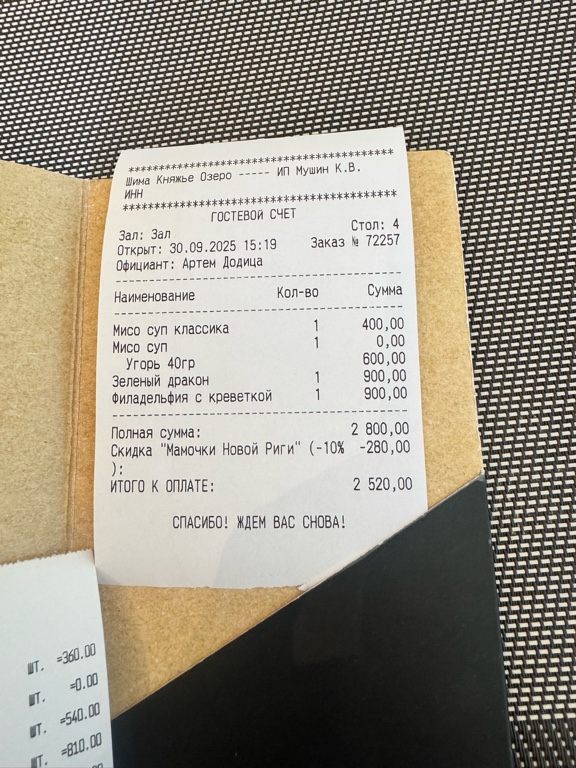 ****************************************
Шима Княжье Озеро ----- ИП Мушин К.В.
ИНН
****************************************
ГОСТЕВОЙ СЧЕТ
Зал: Зал Стол: 4
Открыт: 30.09.2025 15:19 Заказ № 72257
Официант: Артем Додица
Наименование Кол-во Сумма
Мисо суп классика 1 400,00
Мисо суп 1 0,00
Угорь 40гр 600,00
Зеленый дракон 1 900,00
Филадельфия с креветкой 1 900,00
Полная сумма: 2 800,00
Скидка "Мамочки Новой Риги" (-10% -280,00
):
ИТОГО К ОПЛАТЕ: 2 520,00
СПАСИБО! ЖДЕМ ВАС СНОВА!
шт. =360.00
шт. =0.00
шт. =540.00
шт. =810.00